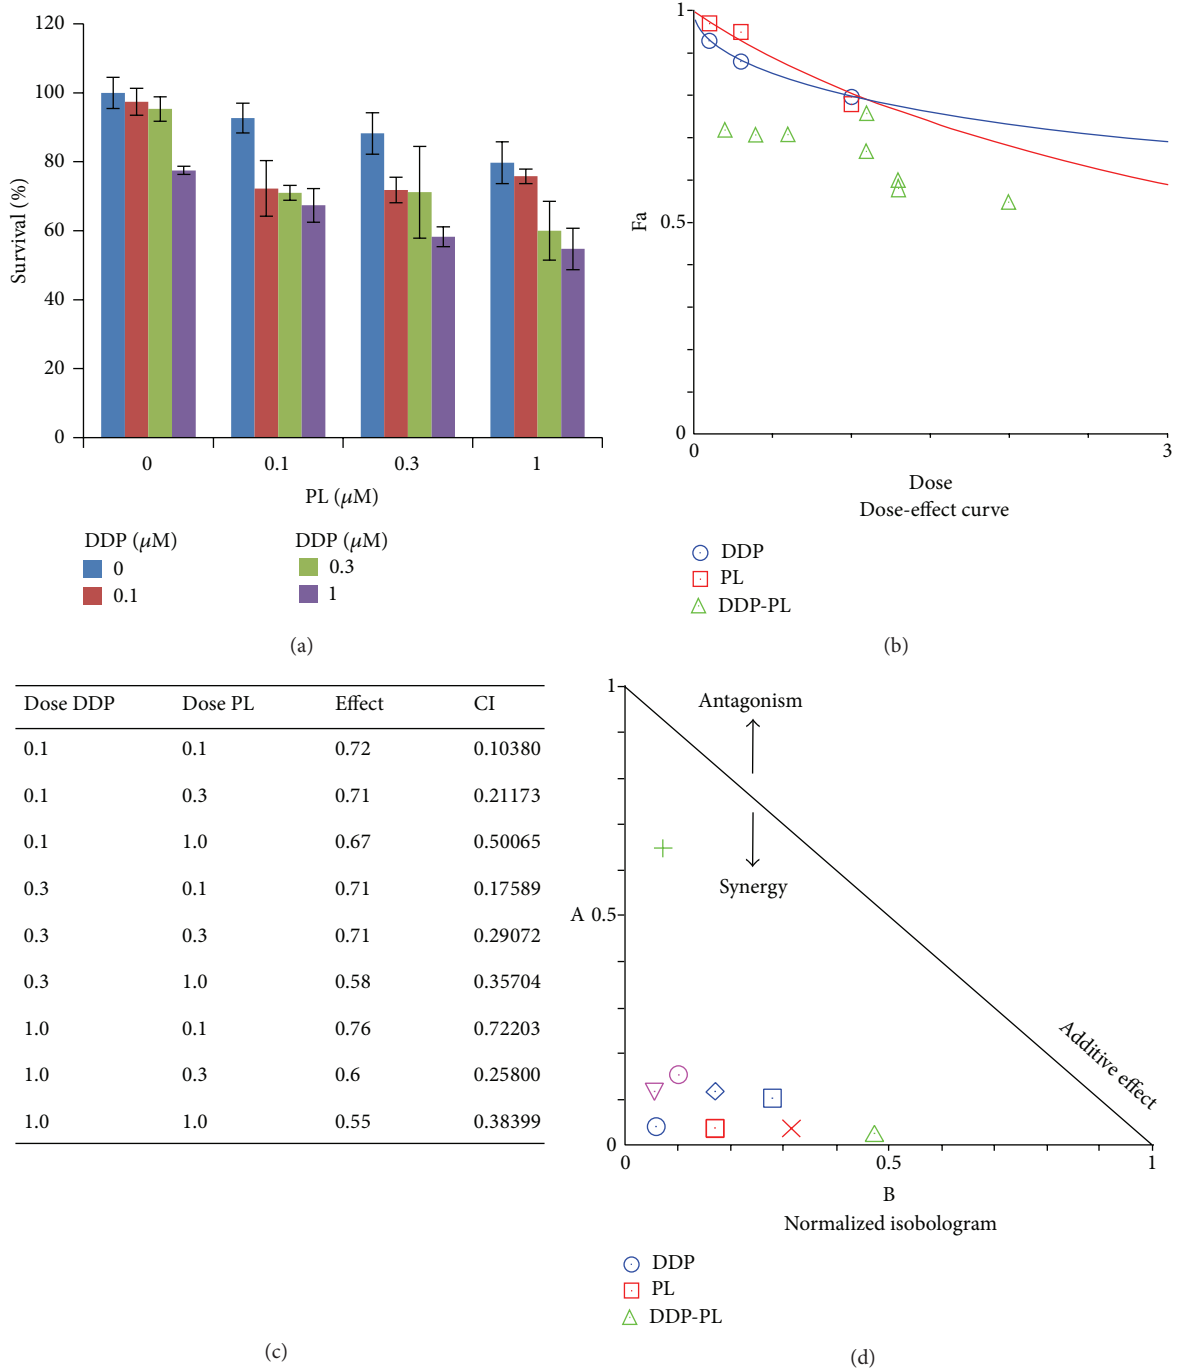 120
100
80
60
40
20
0
Survival (%)
0 0.1 0.3 1
PL (μM)
DDP (μM) DDP (μM)
0 0.3
0.1 1
(a)
1
0.5
0
Fa
0 3
Dose
Dose-effect curve
DDP
PL
DDP-PL
(b)
Dose DDP Dose PL Effect CI
0.1 0.1 0.72 0.10380
0.1 0.3 0.71 0.21173
0.1 1.0 0.67 0.50065
0.3 0.1 0.71 0.17589
0.3 0.3 0.71 0.29072
0.3 1.0 0.58 0.35704
1.0 0.1 0.76 0.72203
1.0 0.3 0.6 0.25800
1.0 1.0 0.55 0.38399
(c)
1
Antagonism
Synergy
A 0.5
Additive effect
0
0 0.5 1
B
Normalized isobologram
DDP
PL
DDP-PL
(d)